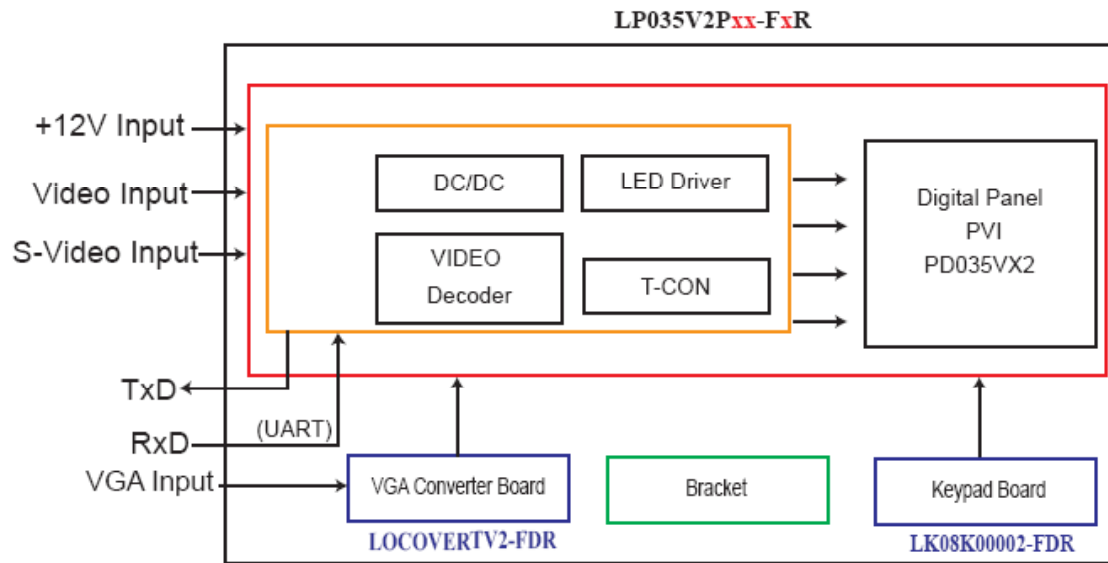 LP035V2Pxx-FxR
+12V Input
Video Input
S-Video Input
DC/DC
LED Driver
VIDEO
Decoder
T-CON
Digital Panel
PVI
PD035VX2
TxD
RxD
(UART)
VGA Input
VGA Converter Board
Bracket
Keypad Board
LOCOVERTV2-FDR
LK08K00002-FDR